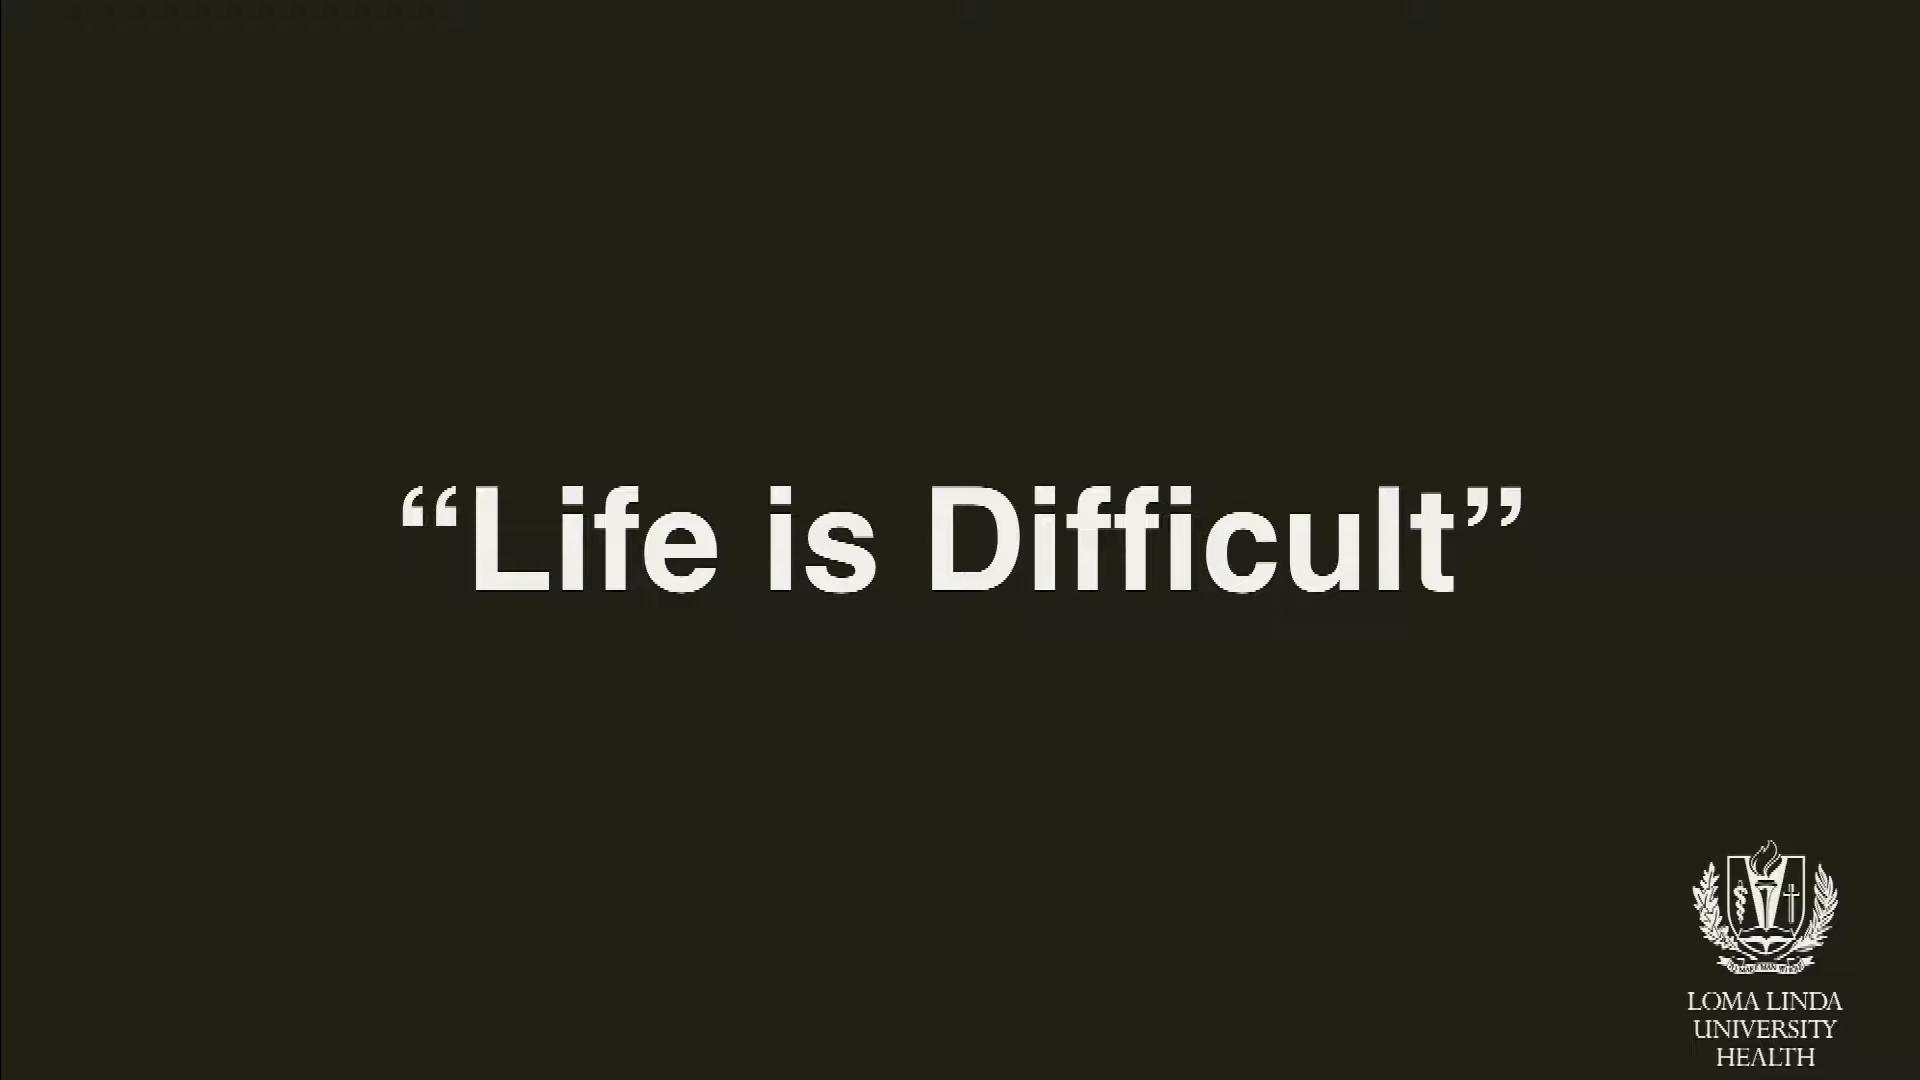 “Life is Difficult”
LOMA LINDA
UNIVERSITY
HEALTH